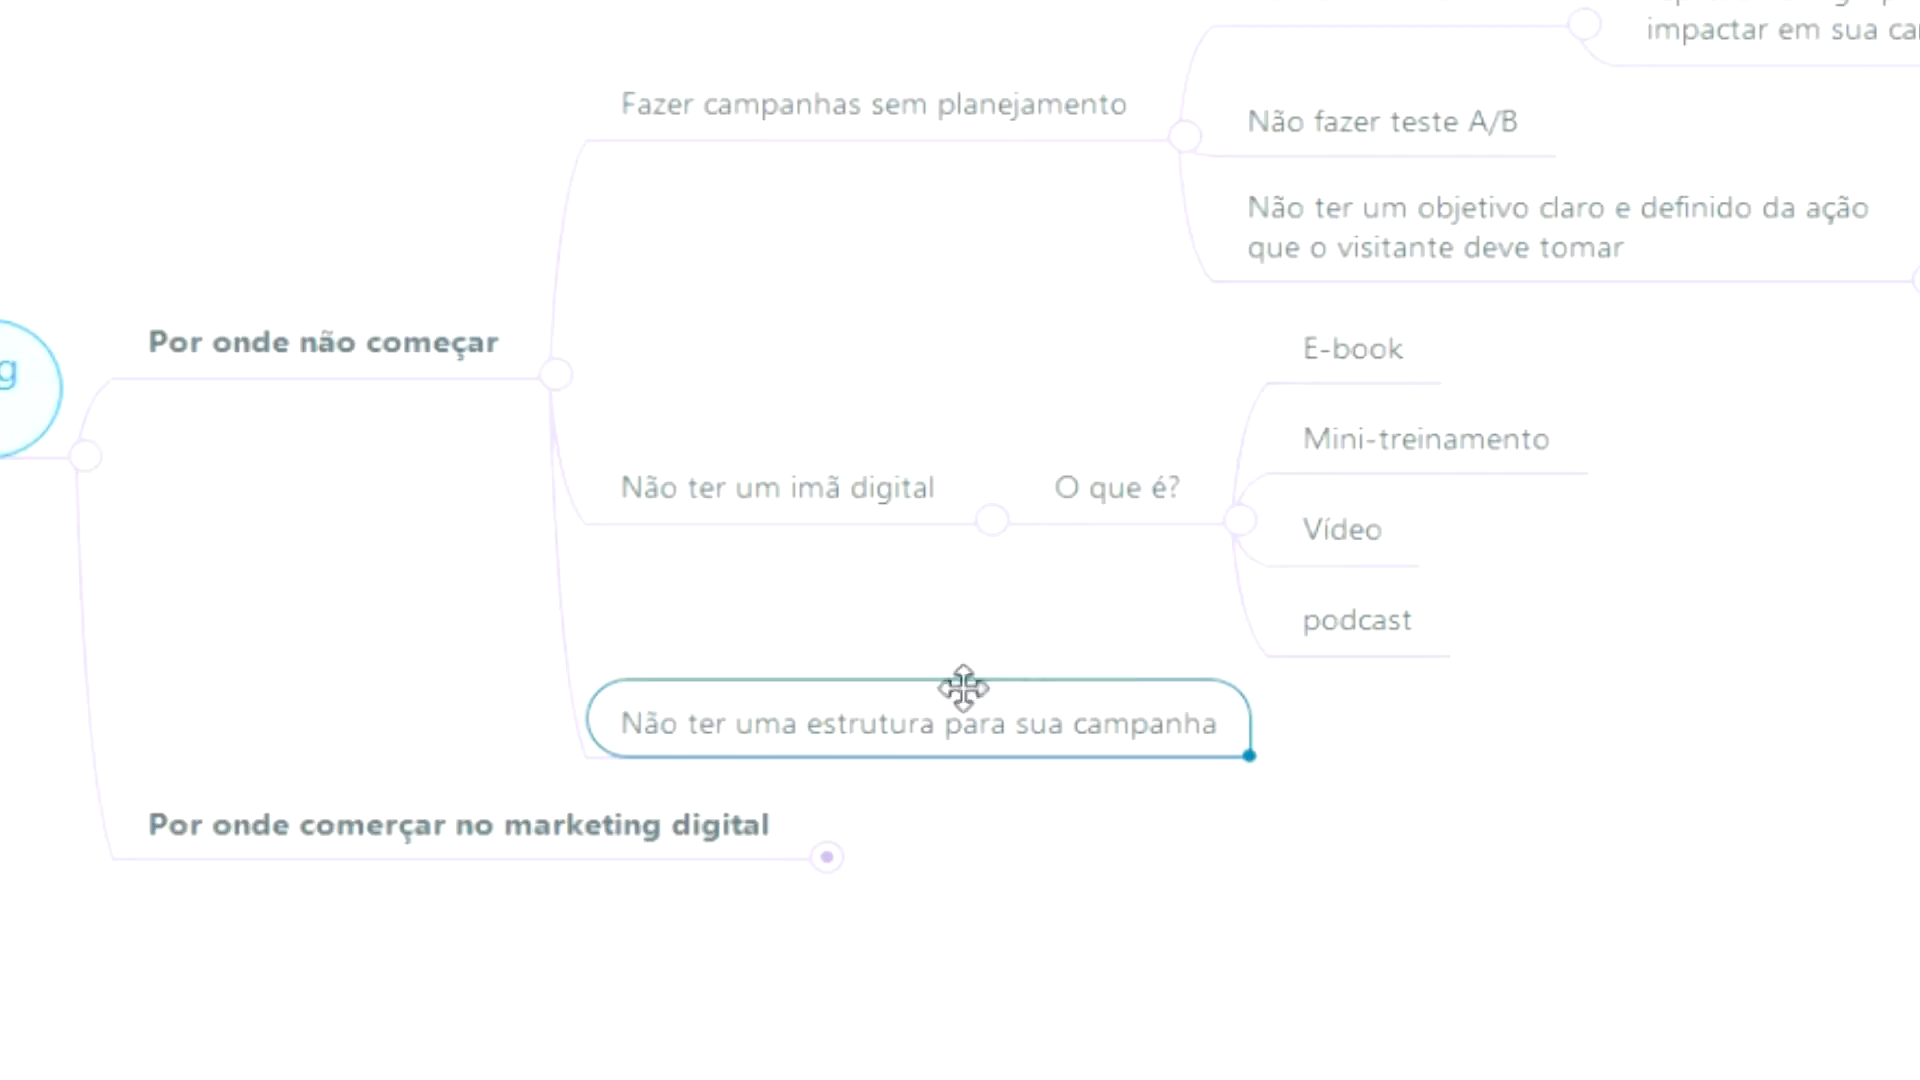 impactar em sua
Fazer campanhas sem planejamento
Não fazer teste A/B
Não ter um objetivo claro e definido da ação
que o visitante deve tomar
g
Por onde não começar
E-book
Mini-treinamento
Não ter um imã digital
O que é?
Vídeo
podcast
Não ter uma estrutura para sua campanha
Por onde comerçar no marketing digital